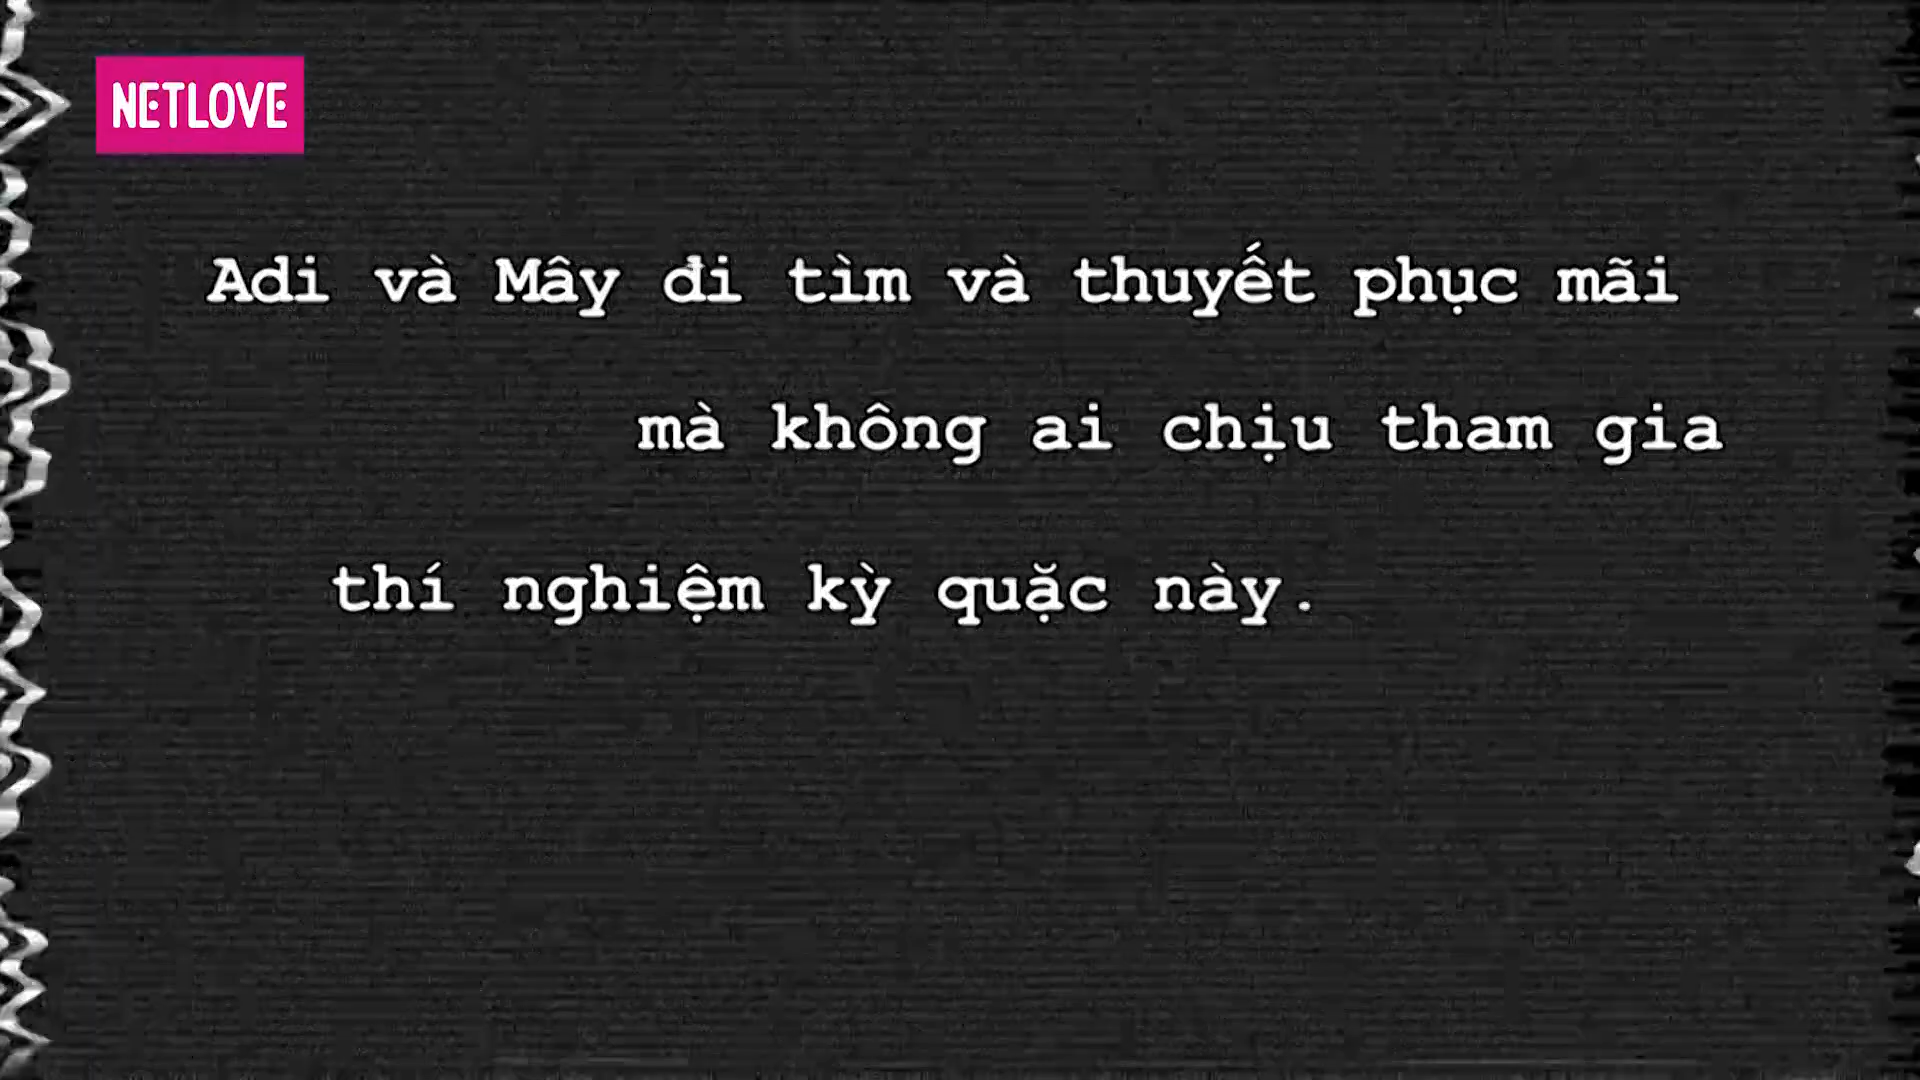 NETLOVE
Adi và Mây đi tìm và thuyết phục mãi
mà không ai chịu tham gia
thí nghiệm kỳ quặc này.